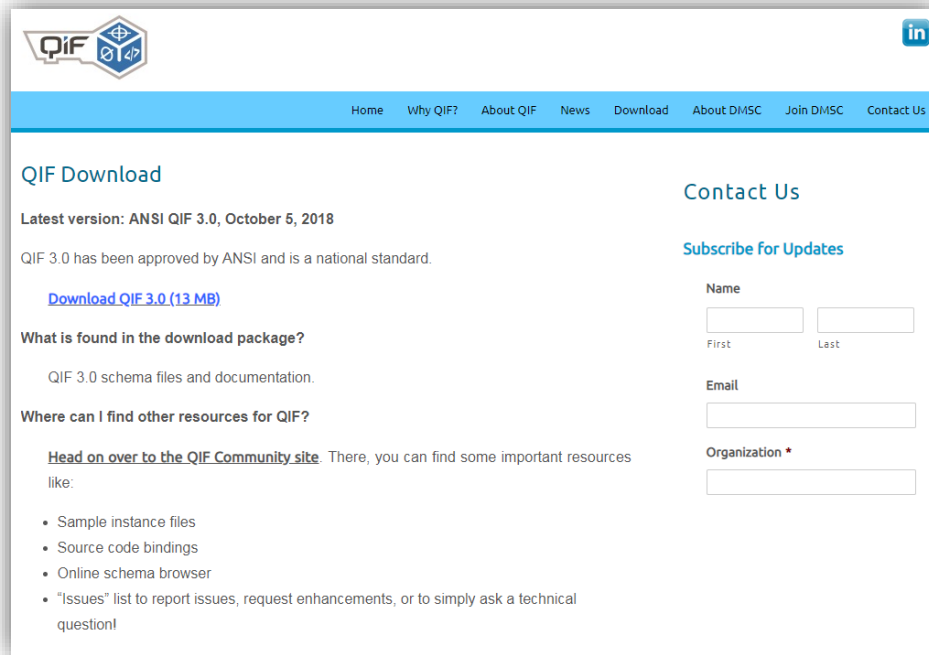 QiF
in
Home Why QIF? About QIF News Download About DMSC Join DMSC Contact Us
QIF Download
Latest version: ANSI QIF 3.0, October 5, 2018
QIF 3.0 has been approved by ANSI and is a national standard.
Download QIF 3.0 (13 MB)
What is found in the download package?
QIF 3.0 schema files and documentation.
Where can I find other resources for QIF?
Head on over to the QIF Community site. There, you can find some important resources
like:
• Sample instance files
• Source code bindings
• Online schema browser
• “Issues” list to report issues, request enhancements, or to simply ask a technical
question!
Contact Us
Subscribe for Updates
Name
First Last
Email
Organization *